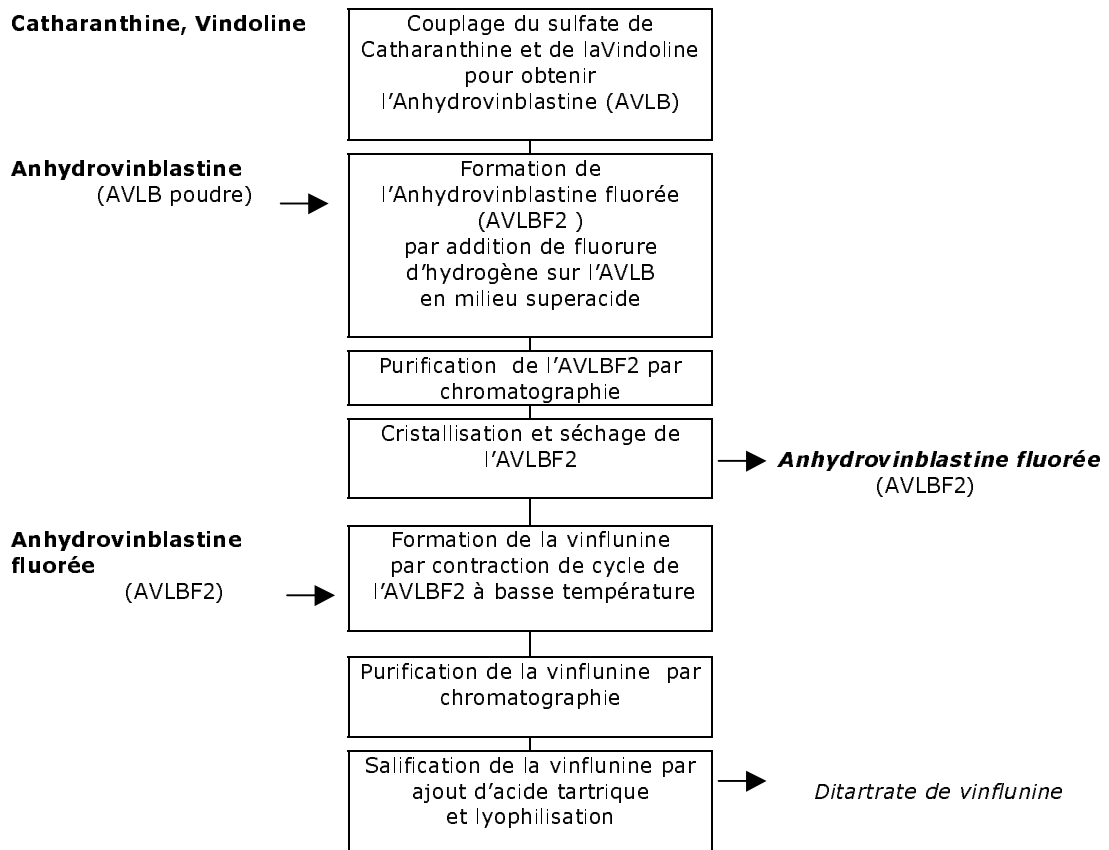 Catharanthine, Vindoline
Couplage du sulfate de
Catharanthine et de laVindoline
pour obtenir
l'Anhydrovinblastine (AVLB)
Anhydrovinblastine
(AVLB poudre)
Formation de
l'Anhydrovinblastine fluorée
(AVLBF2 )
par addition de fluorure
d'hydrogène sur l'AVLB
en milieu superacide
Purification de l'AVLBF2 par
chromatographie
Cristallisation et séchage de
l'AVLBF2
Anhydrovinblastine fluorée
(AVLBF2)
Anhydrovinblastine
fluorée
(AVLBF2)
Formation de la vinflunine
par contraction de cycle de
l'AVLBF2 à basse température
Purification de la vinflunine par
chromatographie
Salification de la vinflunine par
ajout d'acide tartrique
et lyophilisation
Ditartrate de vinflunine